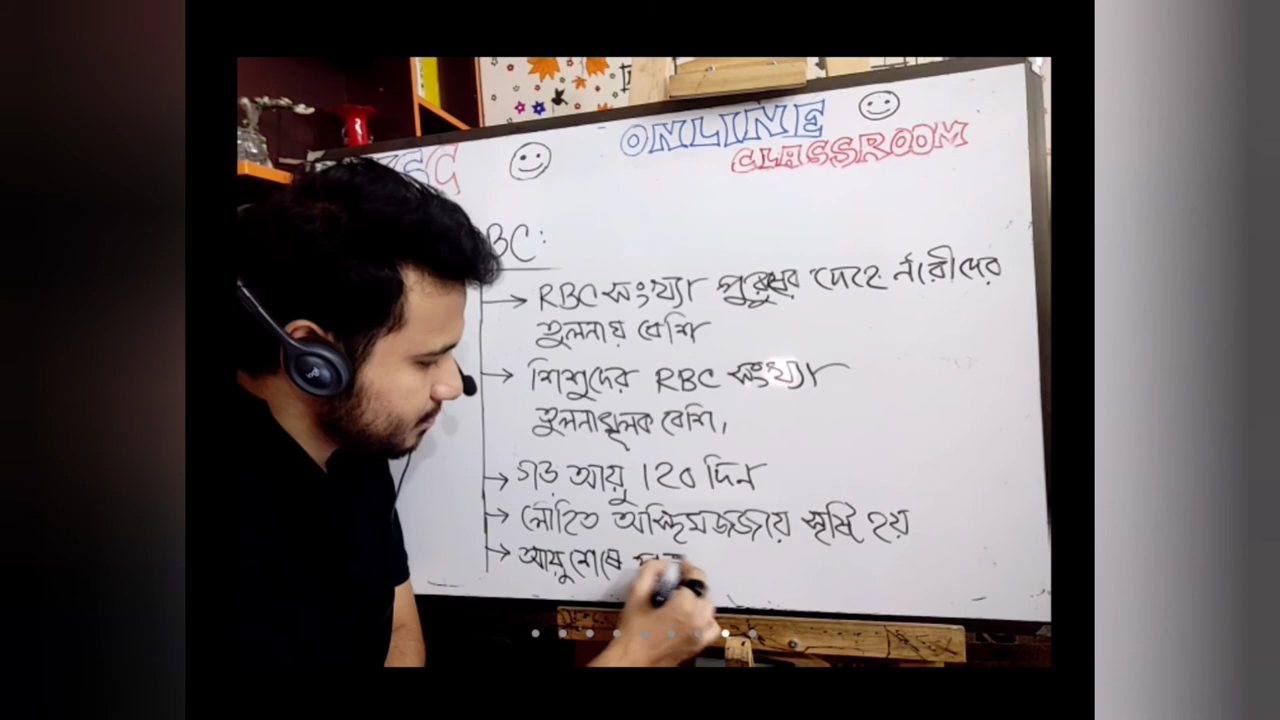 ONLINE
CLASSROOM
BC:
→ RBC সংখ্যা পুরুষের দেহে নারীদের
তুলনায় বেশি
→ শিশুদের RBC সংখ্যা
তুলনামূলক বেশি,
→ গড় আয়ু 120 দিন
→ লোহিত অস্থিমজ্জায় সৃষ্টি হয়
→ আয়ু শেষে